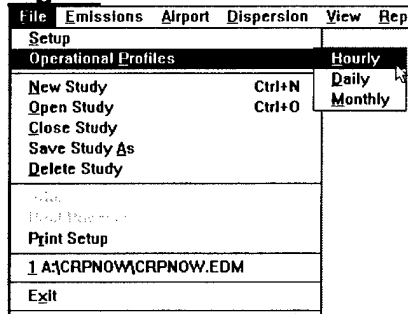 File Emissions Airport Dispersion View Rep
Setup
Operational Profiles
Hourly
Daily
Monthly
New Study Ctrl+N
Open Study Ctrl+O
Close Study
Save Study As
Delete Study
Print Setup
1 A:\CRPNOW\CRPNOW.EDM
Exit